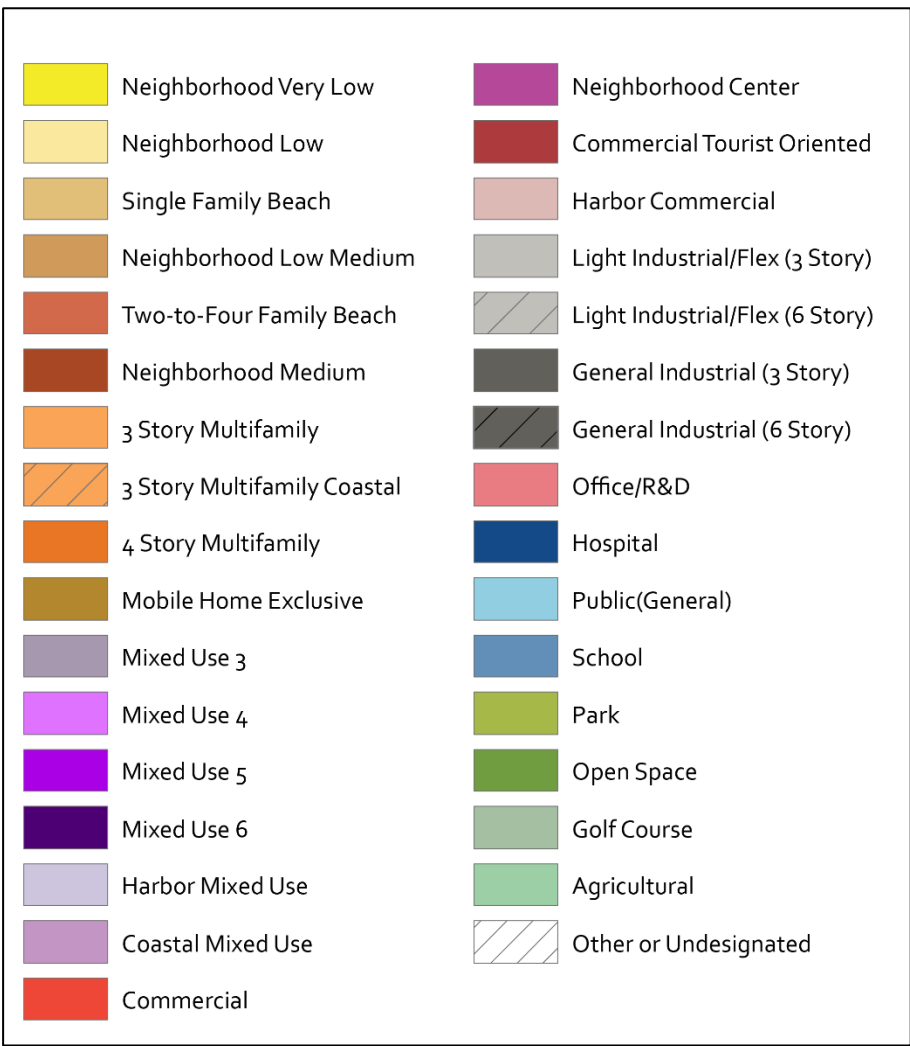 Neighborhood Very Low
Neighborhood Low
Single Family Beach
Neighborhood Low Medium
Two-to-Four Family Beach
Neighborhood Medium
3 Story Multifamily
3 Story Multifamily Coastal
4 Story Multifamily
Mobile Home Exclusive
Mixed Use 3
Mixed Use 4
Mixed Use 5
Mixed Use 6
Harbor Mixed Use
Coastal Mixed Use
Commercial
Neighborhood Center
Commercial Tourist Oriented
Harbor Commercial
Light Industrial/Flex (3 Story)
Light Industrial/Flex (6 Story)
General Industrial (3 Story)
General Industrial (6 Story)
Office/R&D
Hospital
Public(General)
School
Park
Open Space
Golf Course
Agricultural
Other or Undesignated